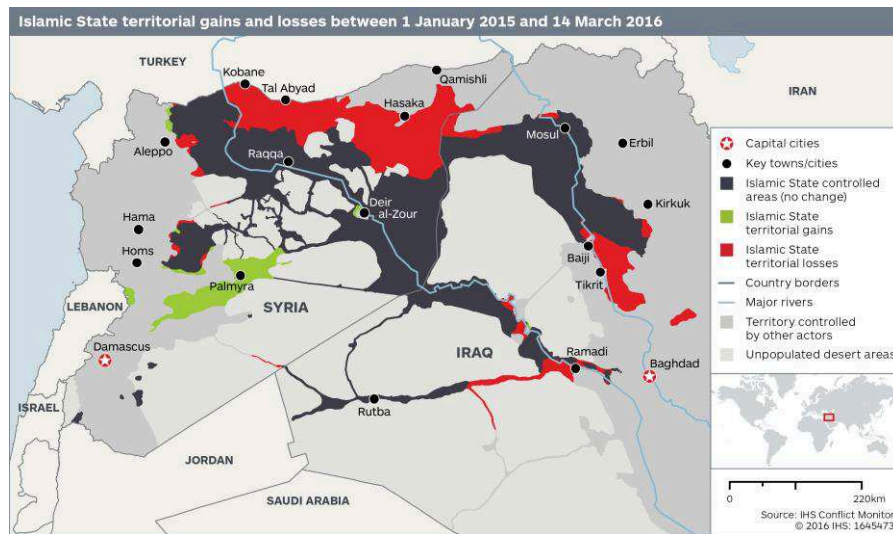 Islamic State territorial gains and losses between 1 January 2015 and 14 March 2016
TURKEY
Kobane
Tal Abyad
Qamishli
Hasaka
IRAN
Mosul
Erbil
Aleppo
Raqqa
Deir
al-Zour
Kirkuk
Hama
Homs
Baiji
Tikrit
Palmyra
LEBANON
SYRIA
Damascus
IRAQ
Ramadi
Baghdad
ISRAEL
Rutba
JORDAN
SAUDI ARABIA
Capital cities
Key towns/cities
Islamic State controlled
areas (no change)
Islamic State
territorial gains
Islamic State
territorial losses
Country borders
Major rivers
Territory controlled
by other actors
Unpopulated desert areas
0 220km
Source: IHS Conflict Monitor
© 2016 IHS: 1645473